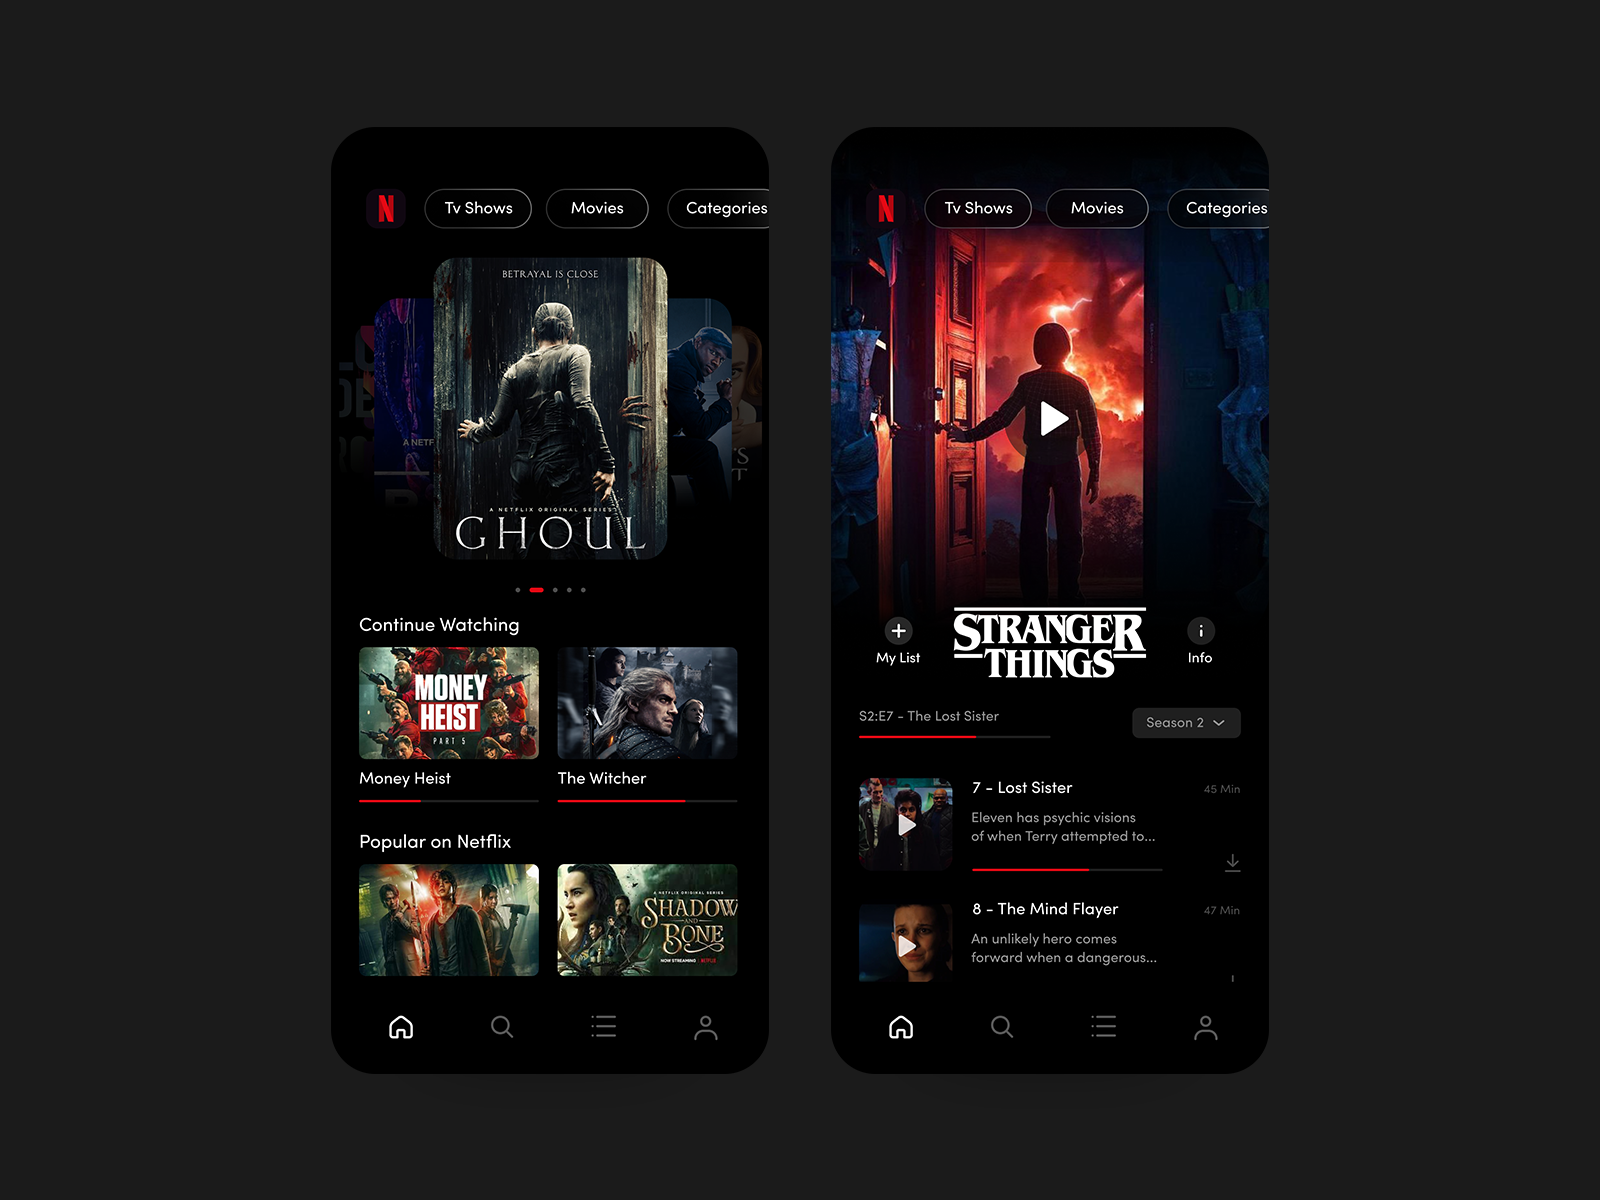 N
Tv Shows
Movies
Categories
BETRAYAL IS CLOSE
A NETF
A NETFLIX ORIGINAL SERIES
GHOUL
Continue Watching
MONEY
HEIST
PART 5
Money Heist
The Witcher
Popular on Netflix
A NETFLIX ORIGINAL SERIES
SHADOW
AND
BONE
NOW STREAMING
NETFLIX
N
Tv Shows
Movies
Categories
My List
STRANGER
THINGS
Info
S2:E7 - The Lost Sister
Season 2
7 - Lost Sister
45 Min
Eleven has psychic visions
of when Terry attempted to...
8 - The Mind Flayer
47 Min
An unlikely hero comes
forward when a dangerous...